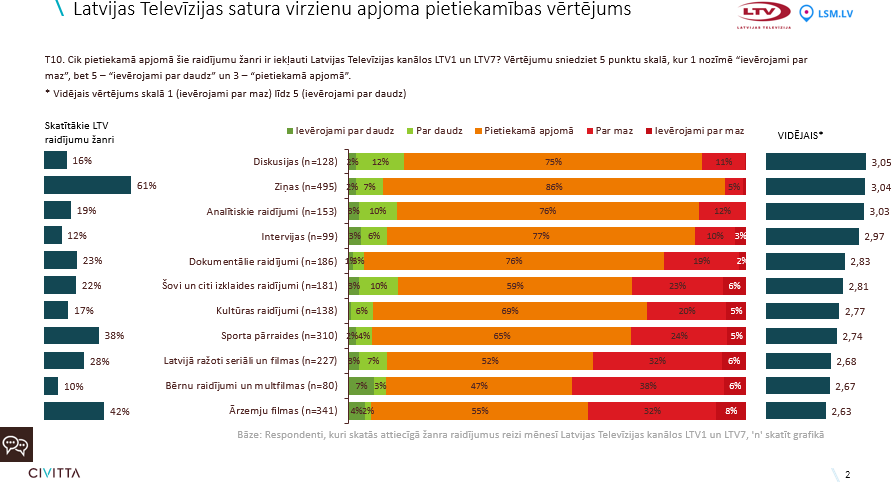 Latvijas Televīzijas satura virzienu apjoma pietiekamības vērtējums
LTV
LATVIJAS TELEVĪZIJA
LSM.LV
T10. Cik pietiekamā apjomā šie raidījumu žanri ir iekļauti Latvijas Televīzijas kanālos LTV1 un LTV7? Vērtējumu sniedziet 5 punktu skalā, kur 1 nozīmē “ievērojami par
maz”, bet 5 – “ievērojami par daudz” un 3 – “pietiekamā apjomā”.
* Vidējais vērtējums skalā 1 (ievērojami par maz) līdz 5 (ievērojami par daudz)
Skatītākie LTV
raidījumu žanri
Ievērojami par daudz Par daudz Pietiekamā apjomā Par maz Ievērojami par maz
VIDĒJAIS*
16% Diskusijas (n=128) 2% 12% 75% 11% 3,05
61% Ziņas (n=495) 2% 7% 86% 5% 3,04
19% Analītiskie raidījumi (n=153) 3% 10% 76% 12% 3,03
12% Intervijas (n=99) 3% 6% 77% 10% 3% 2,97
23% Dokumentālie raidījumi (n=186) 1% 3% 76% 19% 2% 2,83
22% Šovi un citi izklaides raidījumi (n=181) 3% 10% 59% 23% 6% 2,81
17% Kultūras raidījumi (n=138) 6% 69% 20% 5% 2,77
38% Sporta pārraides (n=310) 2% 4% 65% 24% 5% 2,74
28% Latvijā ražoti seriāli un filmas (n=227) 3% 7% 52% 32% 6% 2,68
10% Bērnu raidījumi un multfilmas (n=80) 7% 3% 47% 38% 6% 2,67
42% Ārzemju filmas (n=341) 4% 2% 55% 32% 8% 2,63
Bāze: Respondenti, kuri skatās attiecīgā žanra raidījumus reizi mēnesī Latvijas Televīzijas kanālos LTV1 un LTV7, 'n' skatīt grafikā
CIVITTA
2